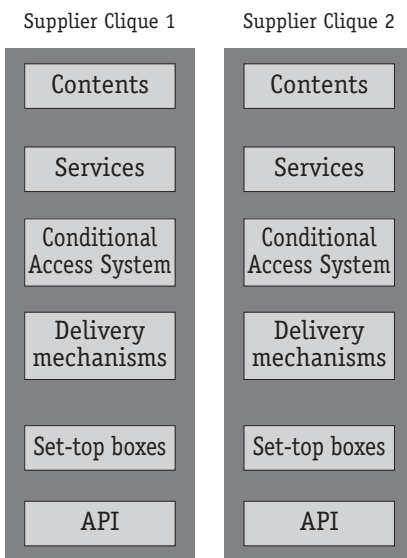 Supplier Clique 1
Contents
Services
Conditional
Access System
Delivery
mechanisms
Set-top boxes
API
Supplier Clique 2
Contents
Services
Conditional
Access System
Delivery
mechanisms
Set-top boxes
API